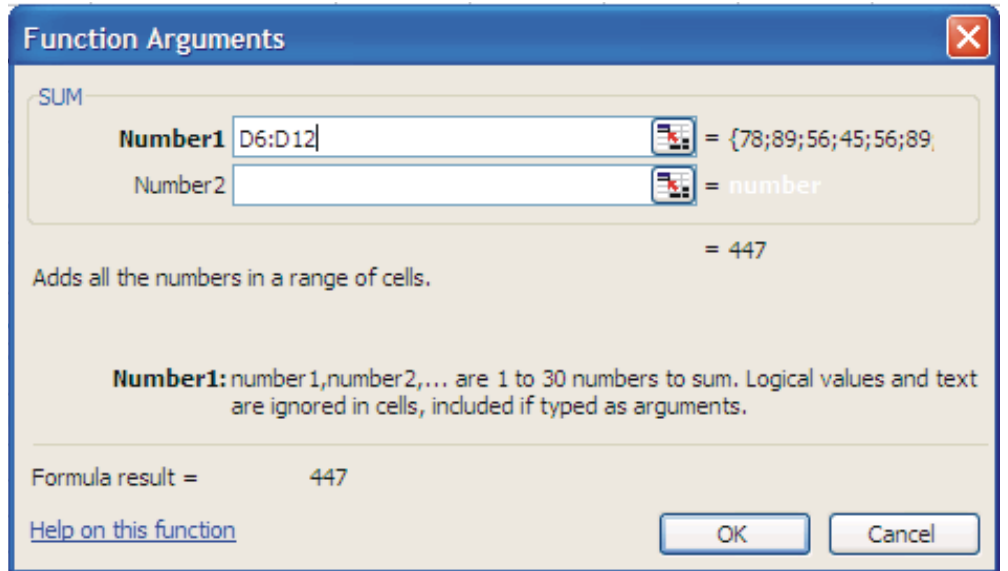 Function Arguments
SUM
Number1 D6:D12 = {78;89;56;45;56;89;
Number2 = number
= 447
Adds all the numbers in a range of cells.
Number1: number1,number2,... are 1 to 30 numbers to sum. Logical values and text
are ignored in cells, included if typed as arguments.
Formula result = 447
Help on this function OK Cancel